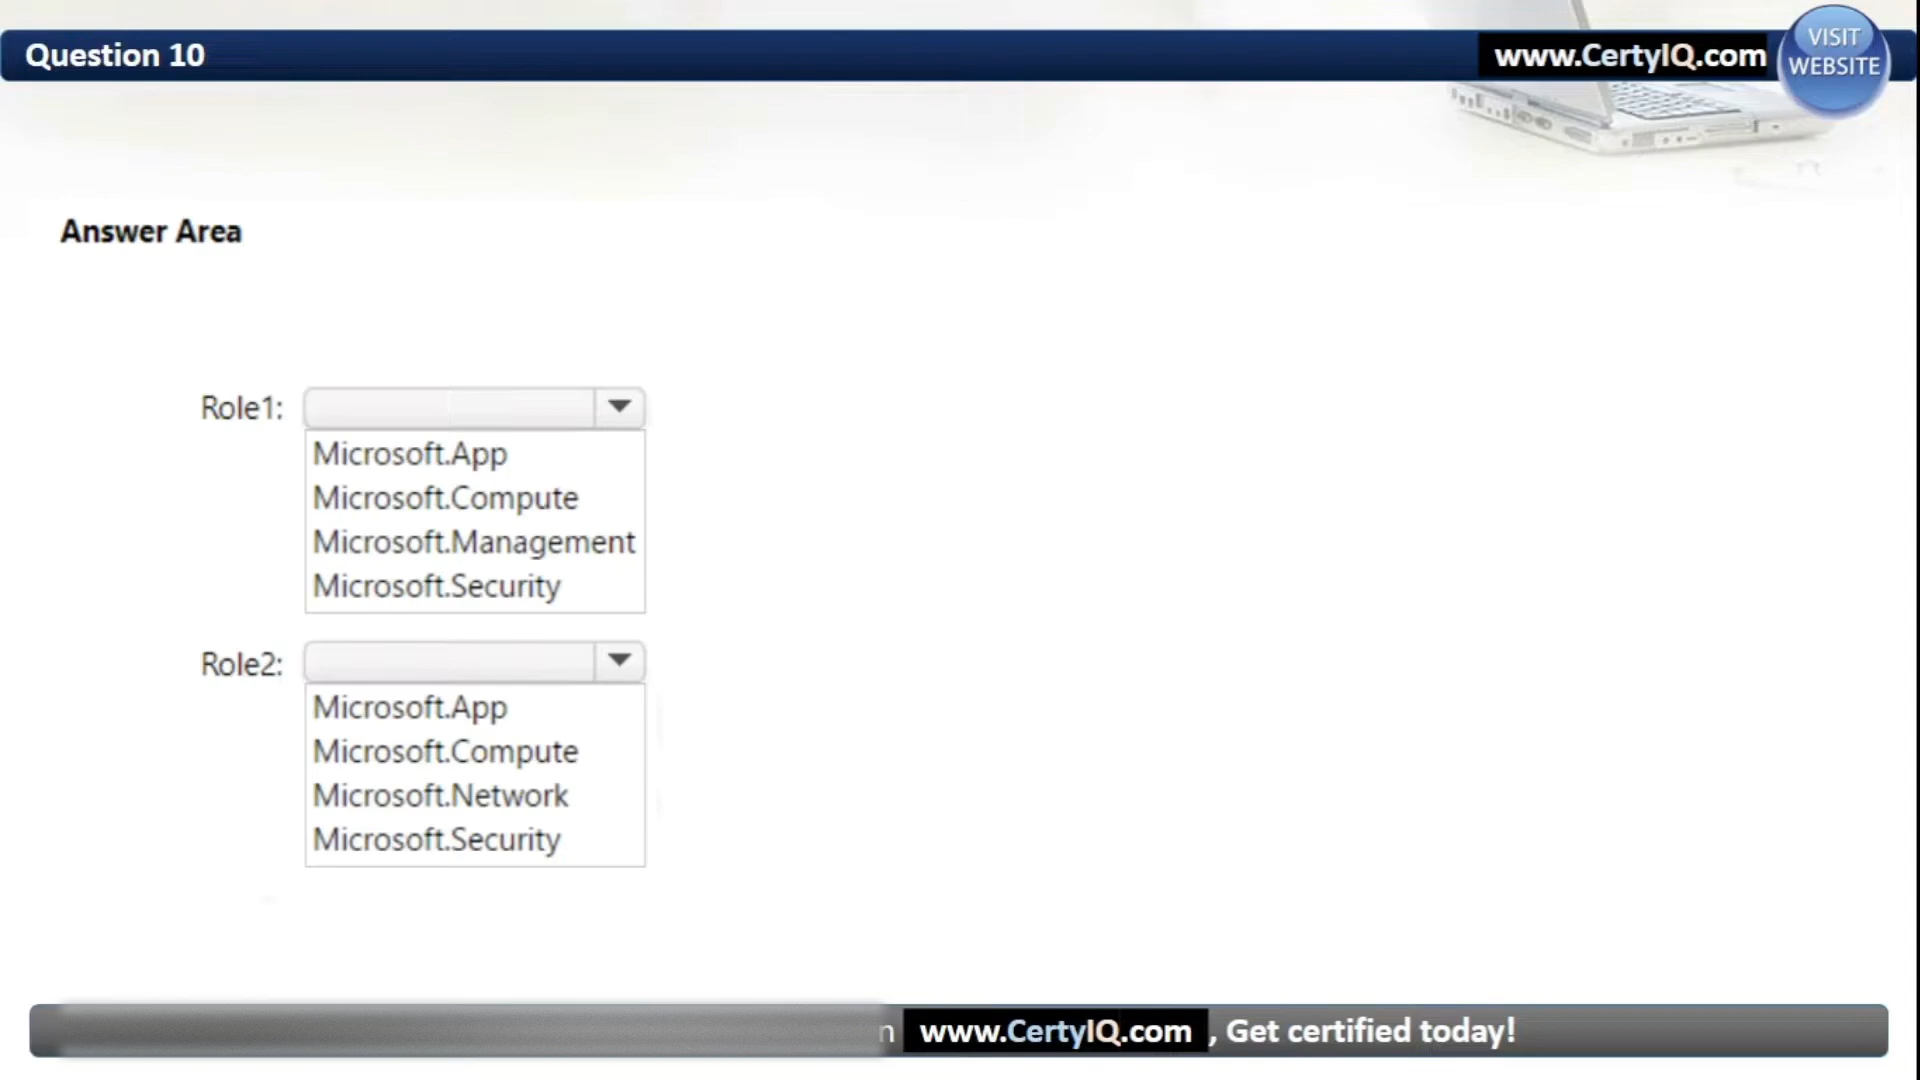 Question 10
www.CertyIQ.com
VISIT
WEBSITE
Answer Area
Role1:
Microsoft.App
Microsoft.Compute
Microsoft.Management
Microsoft.Security
Role2:
Microsoft.App
Microsoft.Compute
Microsoft.Network
Microsoft.Security
n www.CertyIQ.com , Get certified today!